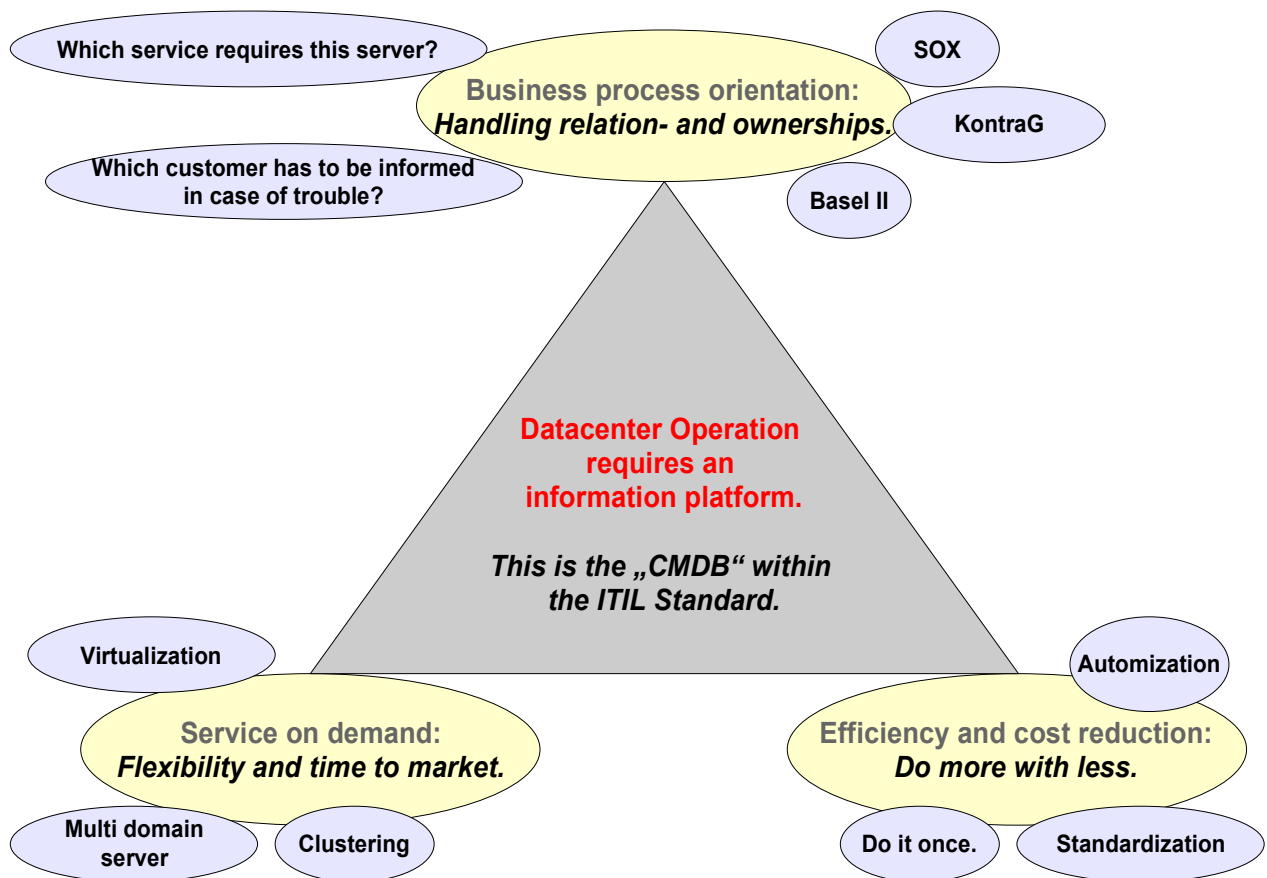 Which service requires this server?
SOX
Business process orientation:
Handling relation- and ownerships.
KontraG
Which customer has to be informed
in case of trouble?
Basel II
Datacenter Operation
requires an
information platform.
This is the „CMDB“ within
the ITIL Standard.
Virtualization
Automization
Service on demand:
Flexibility and time to market.
Efficiency and cost reduction:
Do more with less.
Multi domain
server
Clustering
Do it once.
Standardization